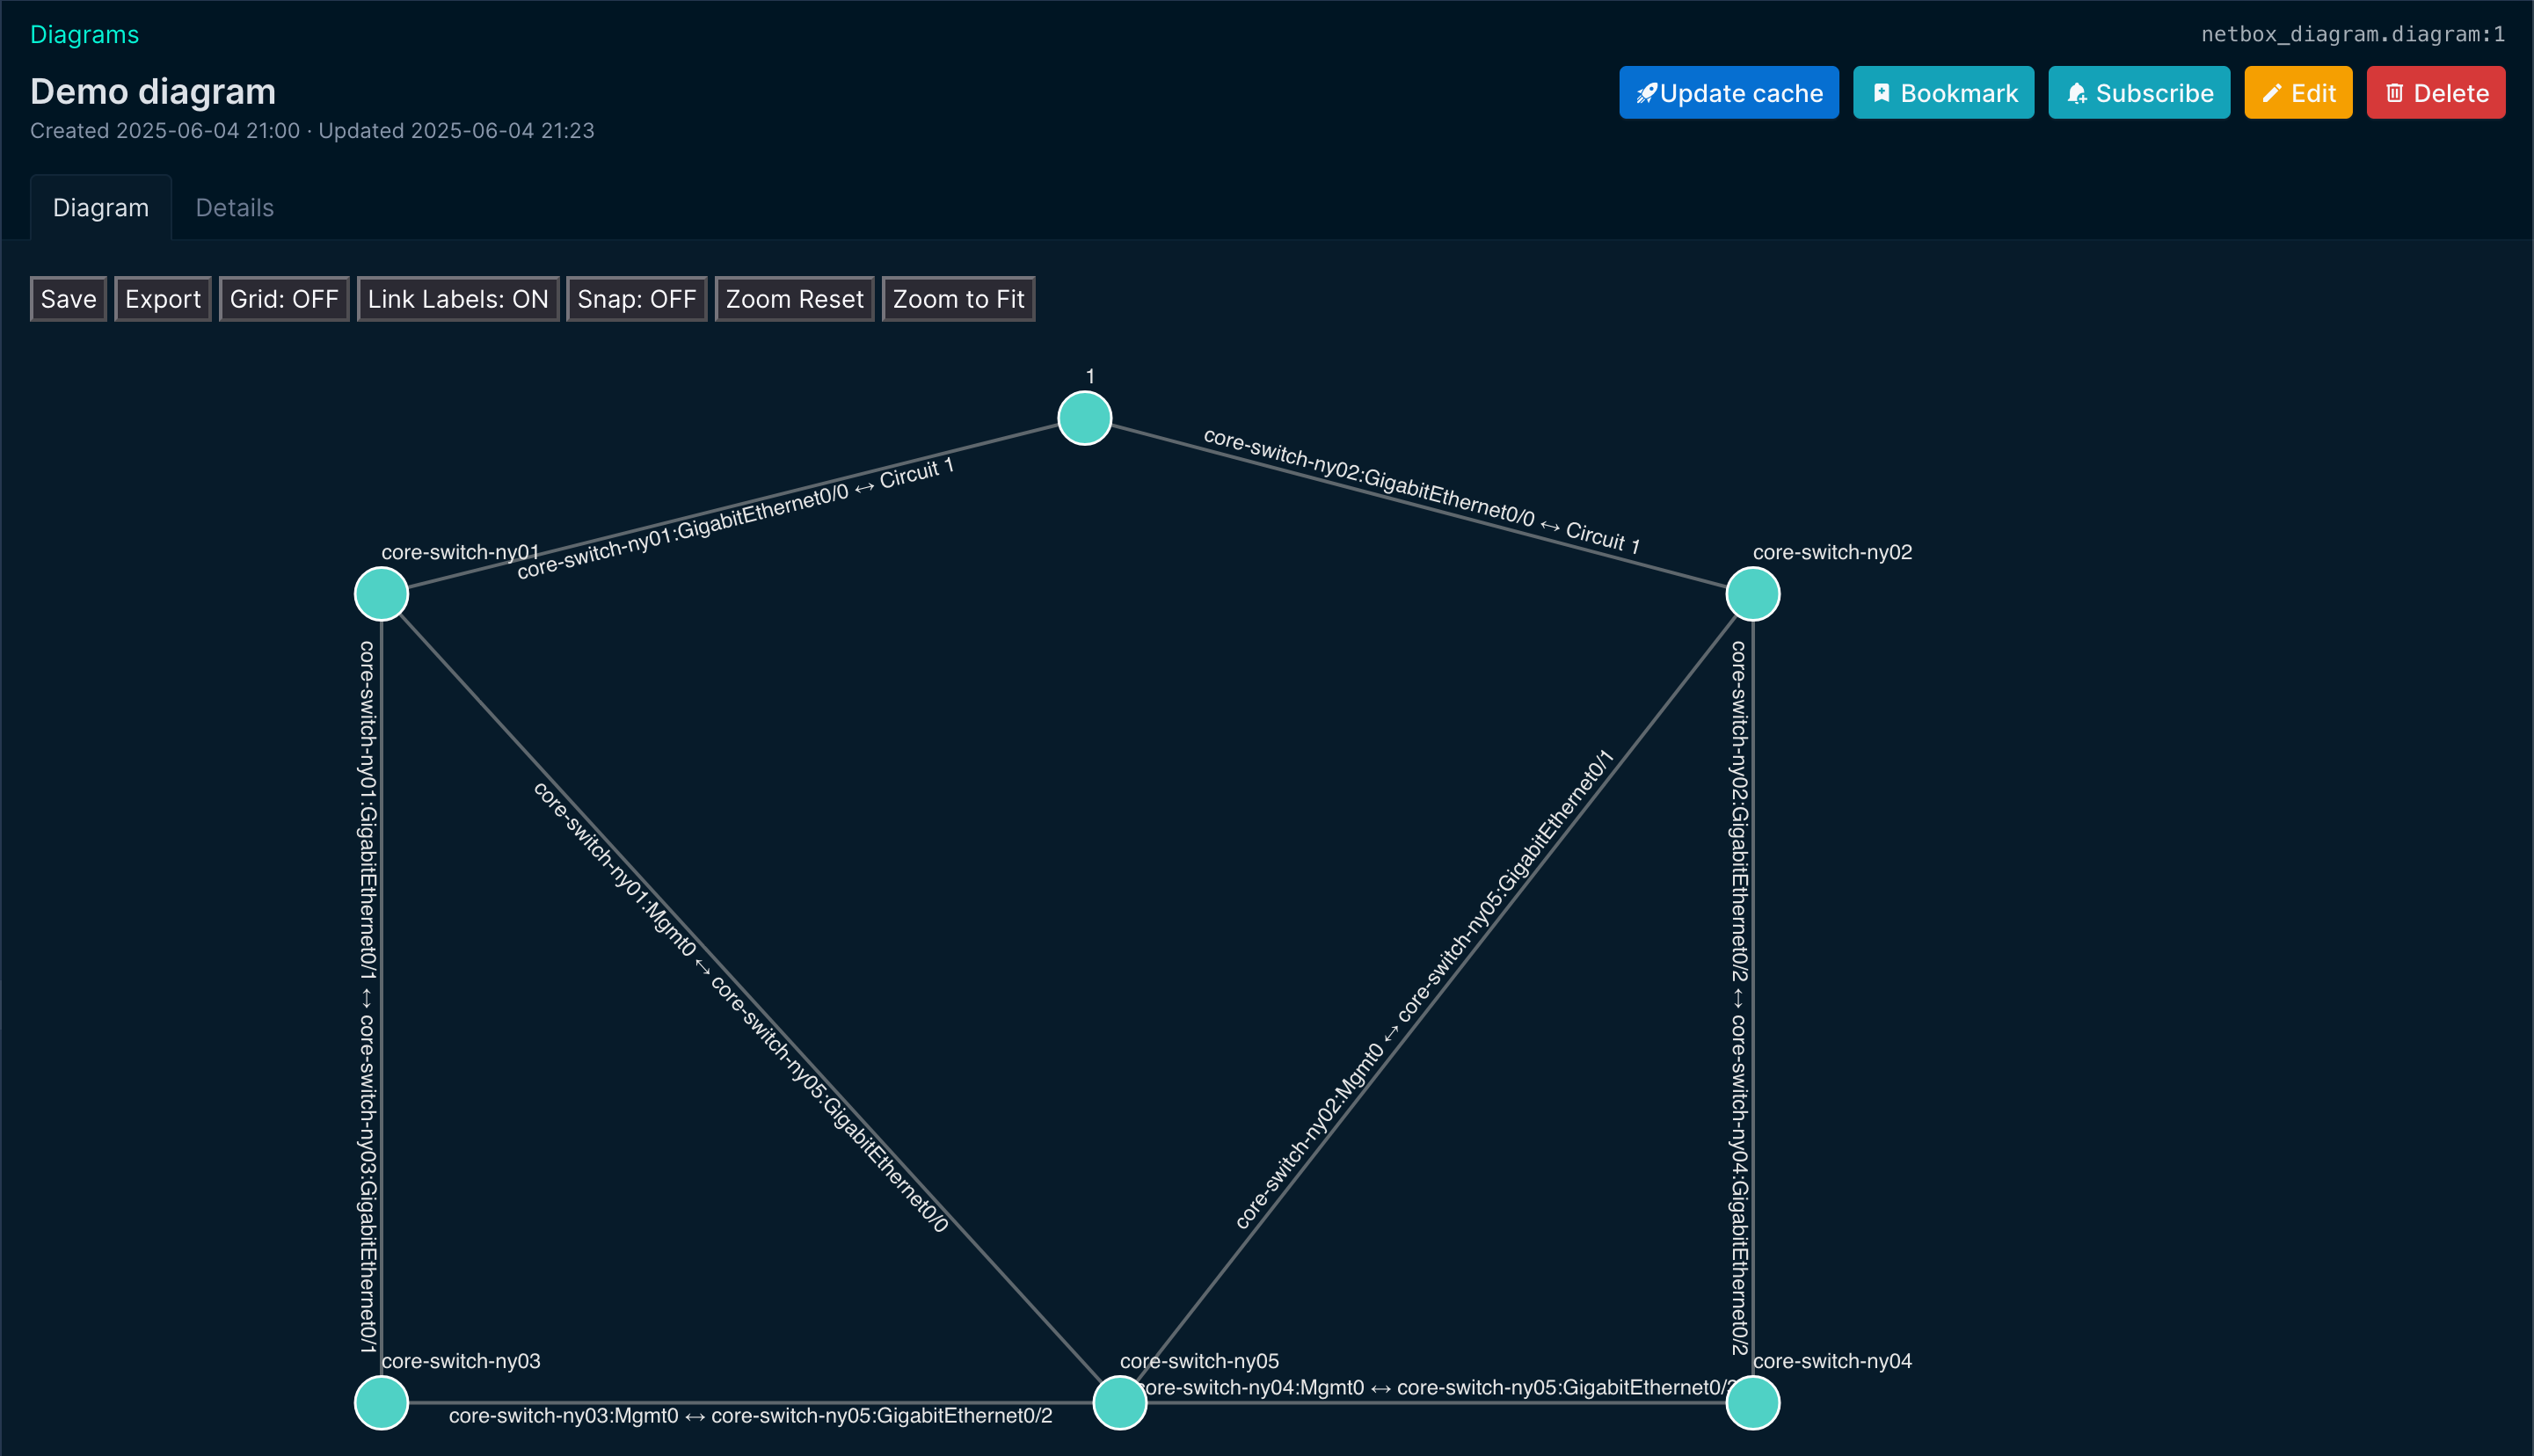 Diagrams
netbox_diagram.diagram:1
Demo diagram
Update cache
Bookmark
Subscribe
Edit
Delete
Created 2025-06-04 21:00 · Updated 2025-06-04 21:23
Diagram
Details
Save
Export
Grid: OFF
Link Labels: ON
Snap: OFF
Zoom Reset
Zoom to Fit
1
core-switch-ny01:GigabitEthernet0/0 ↔ Circuit 1
core-switch-ny02:GigabitEthernet0/0 ↔ Circuit 1
core-switch-ny01
core-switch-ny02
core-switch-ny01:GigabitEthernet0/1 ↔ core-switch-ny03:GigabitEthernet0/1
core-switch-ny01:Mgmt0 ↔ core-switch-ny05:GigabitEthernet0/0
core-switch-ny02:Mgmt0 ↔ core-switch-ny05:GigabitEthernet0/1
core-switch-ny02:GigabitEthernet0/2 ↔ core-switch-ny04:GigabitEthernet0/2
core-switch-ny03
core-switch-ny05
core-switch-ny04
core-switch-ny04:Mgmt0 ↔
core-switch-ny03:Mgmt0 ↔ core-switch-ny05:GigabitEthernet0/2